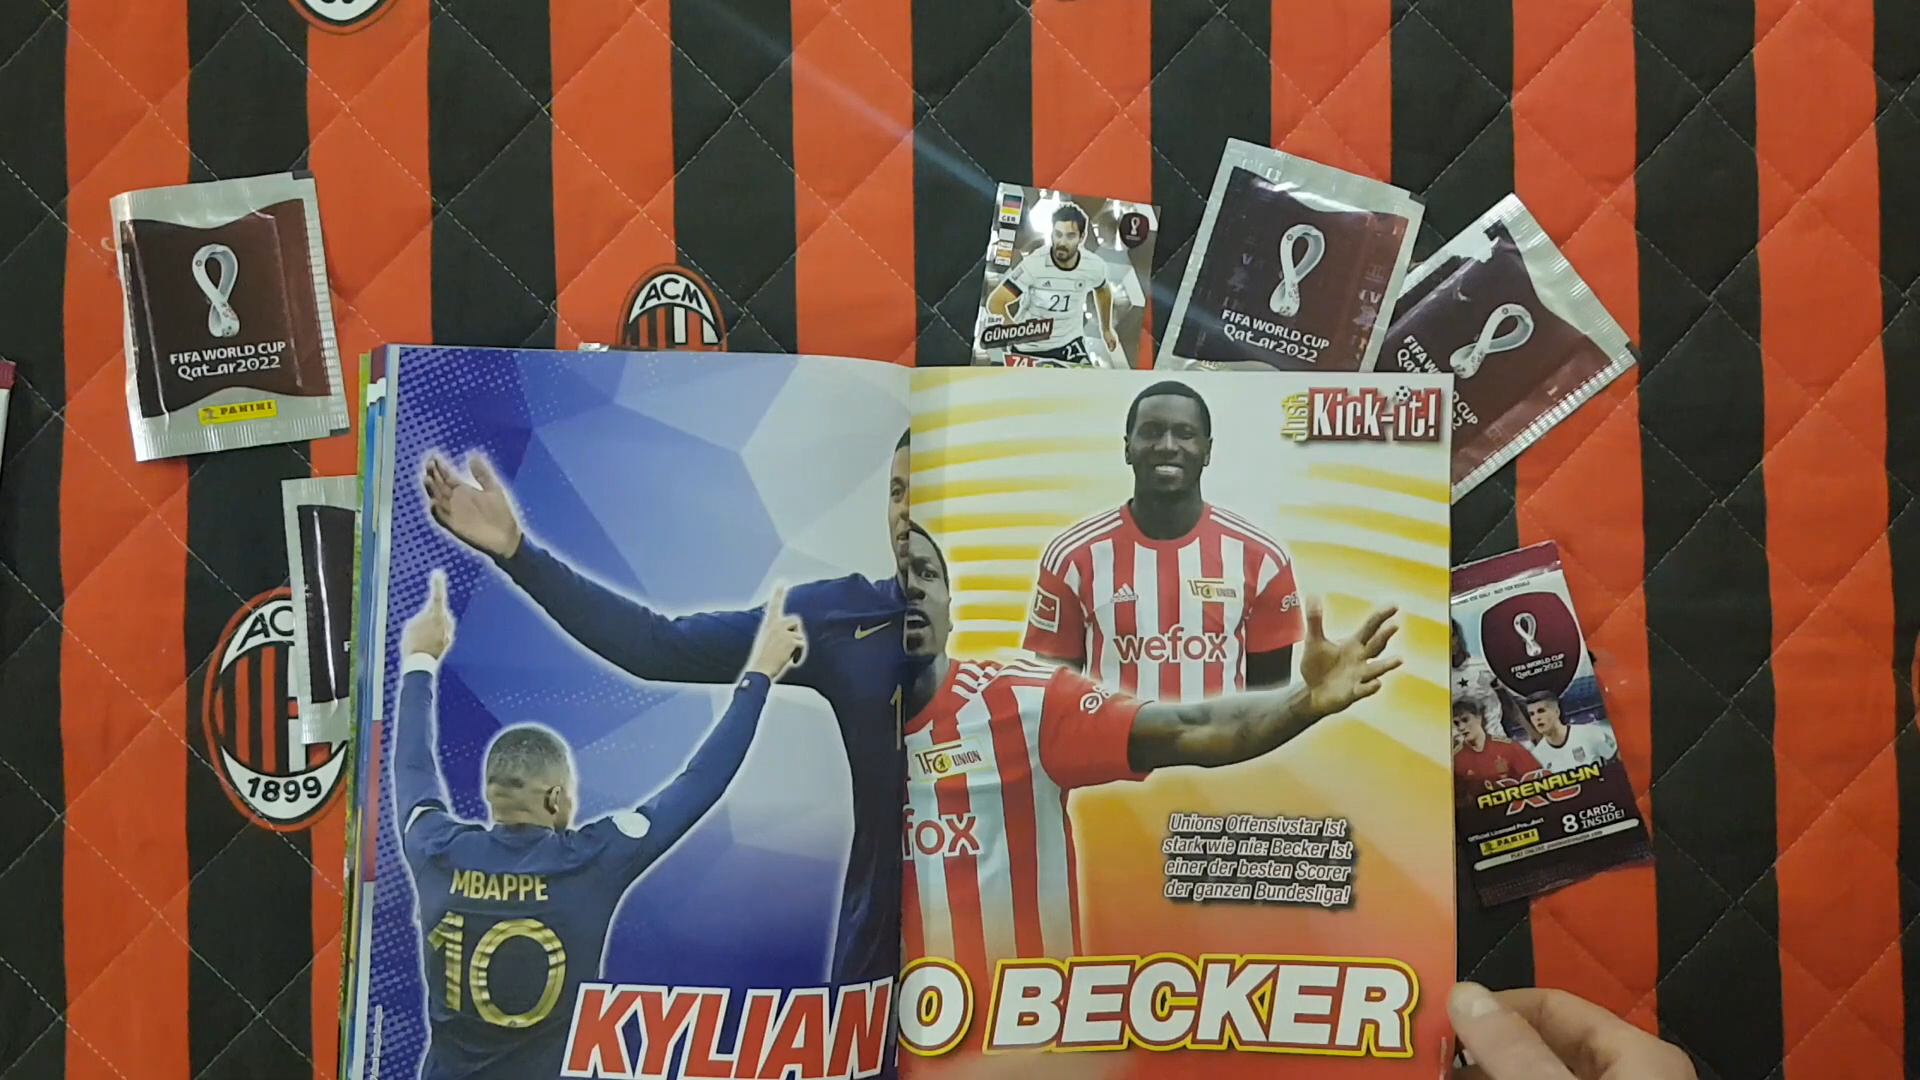 ACM
FIFA WORLD CUP
Qatar2022
PANINI
GER
21
GÜNDOĞAN
21
FIFA WORLD CUP
Qatar2022
FIFA
CUP
AC
1899
Just
Kick-it!
1.FC UNION
wefox
1.FC UNION
fox
MBAPPE
10
Unions Offensivstar ist
stark wie nie: Becker ist
einer der besten Scorer
der ganzen Bundesliga!
KYLIAN
O BECKER
FIFA WORLD CUP
Qatar2022
ADRENALYN
XL
Official Licensed Product
PANINI
8 CARDS
INSIDE!